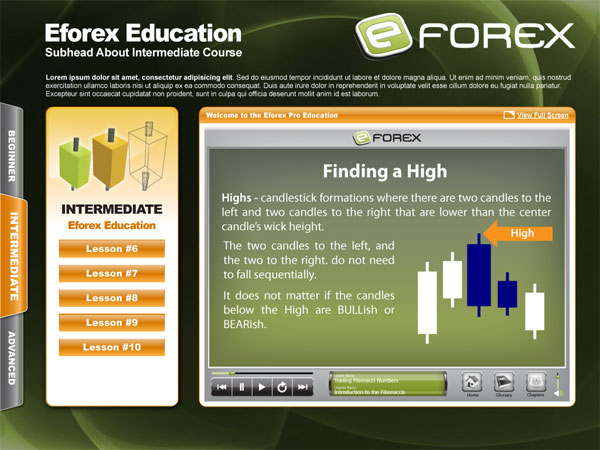 Eforex Education
Subhead About Intermediate Course
e FOREX
Lorem ipsum dolor sit amet, consectetur adipisicing elit. Sed do eiusmod tempor incididunt ut labore et dolore magna aliqua. Ut enim ad minim veniam, quis nostrud
exercitation ullamco laboris nisi ut aliquip ex ea commodo consequat. Duis aute irure dolor in reprehenderit in voluptate velit esse cillum dolore eu fugiat nulla pariatur.
Excepteur sint occaecat cupidatat non proident, sunt in culpa qui officia deserunt mollit anim id est laborum.
BEGINNER
INTERMEDIATE
ADVANCED
INTERMEDIATE
Eforex Education
Lesson #6
Lesson #7
Lesson #8
Lesson #9
Lesson #10
Welcome to the Eforex Pro Education
View Full Screen
e FOREX
Finding a High
Highs - candlestick formations where there are two candles to the
left and two candles to the right that are lower than the center
candle's wick height.
High
The two candles to the left, and
the two to the right. do not need
to fall sequentially.
It does not matter if the candles
below the High are BULLish or
BEARish.
Trading Fibonacci Numbers
Introduction to the Fibonaccis
Home
Glossary
Chapters